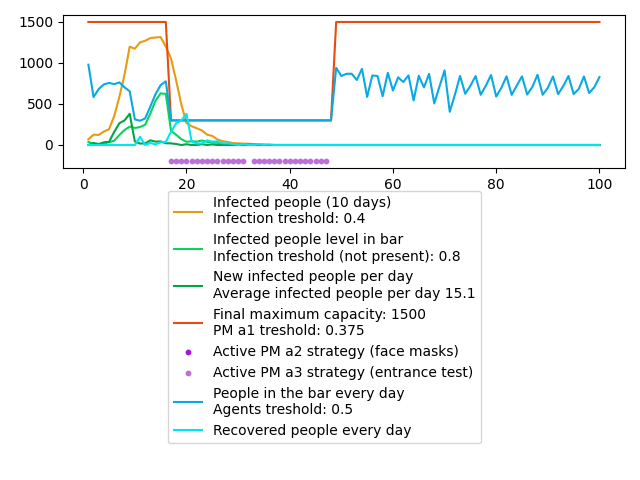 1500
1000
500
0
0
20
40
60
80
100
Infected people (10 days)
Infection treshold: 0.4
Infected people level in bar
Infection treshold (not present): 0.8
New infected people per day
Average infected people per day 15.1
Final maximum capacity: 1500
PM a1 treshold: 0.375
Active PM a2 strategy (face masks)
Active PM a3 strategy (entrance test)
People in the bar every day
Agents treshold: 0.5
Recovered people every day